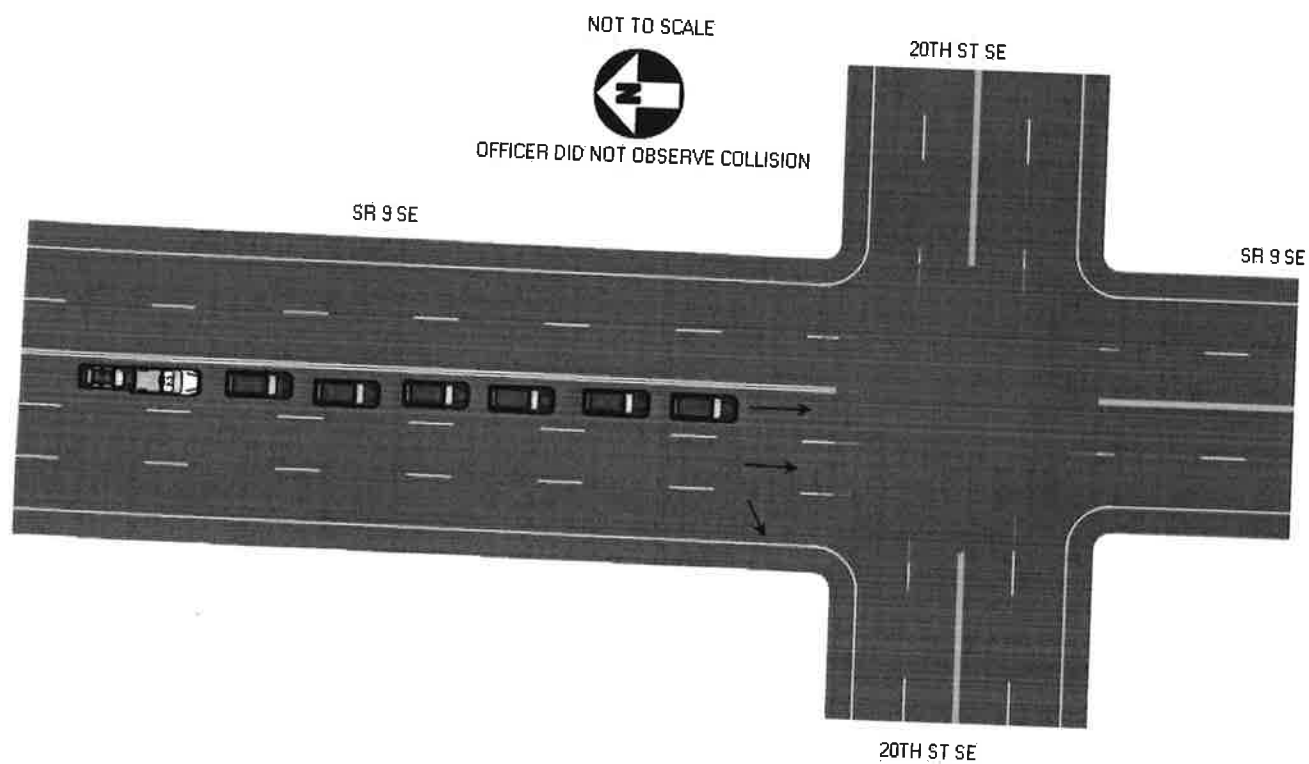 NOT TO SCALE
N
OFFICER DID NOT OBSERVE COLLISION
20TH ST SE
SR 9 SE
SR 9 SE
20TH ST SE